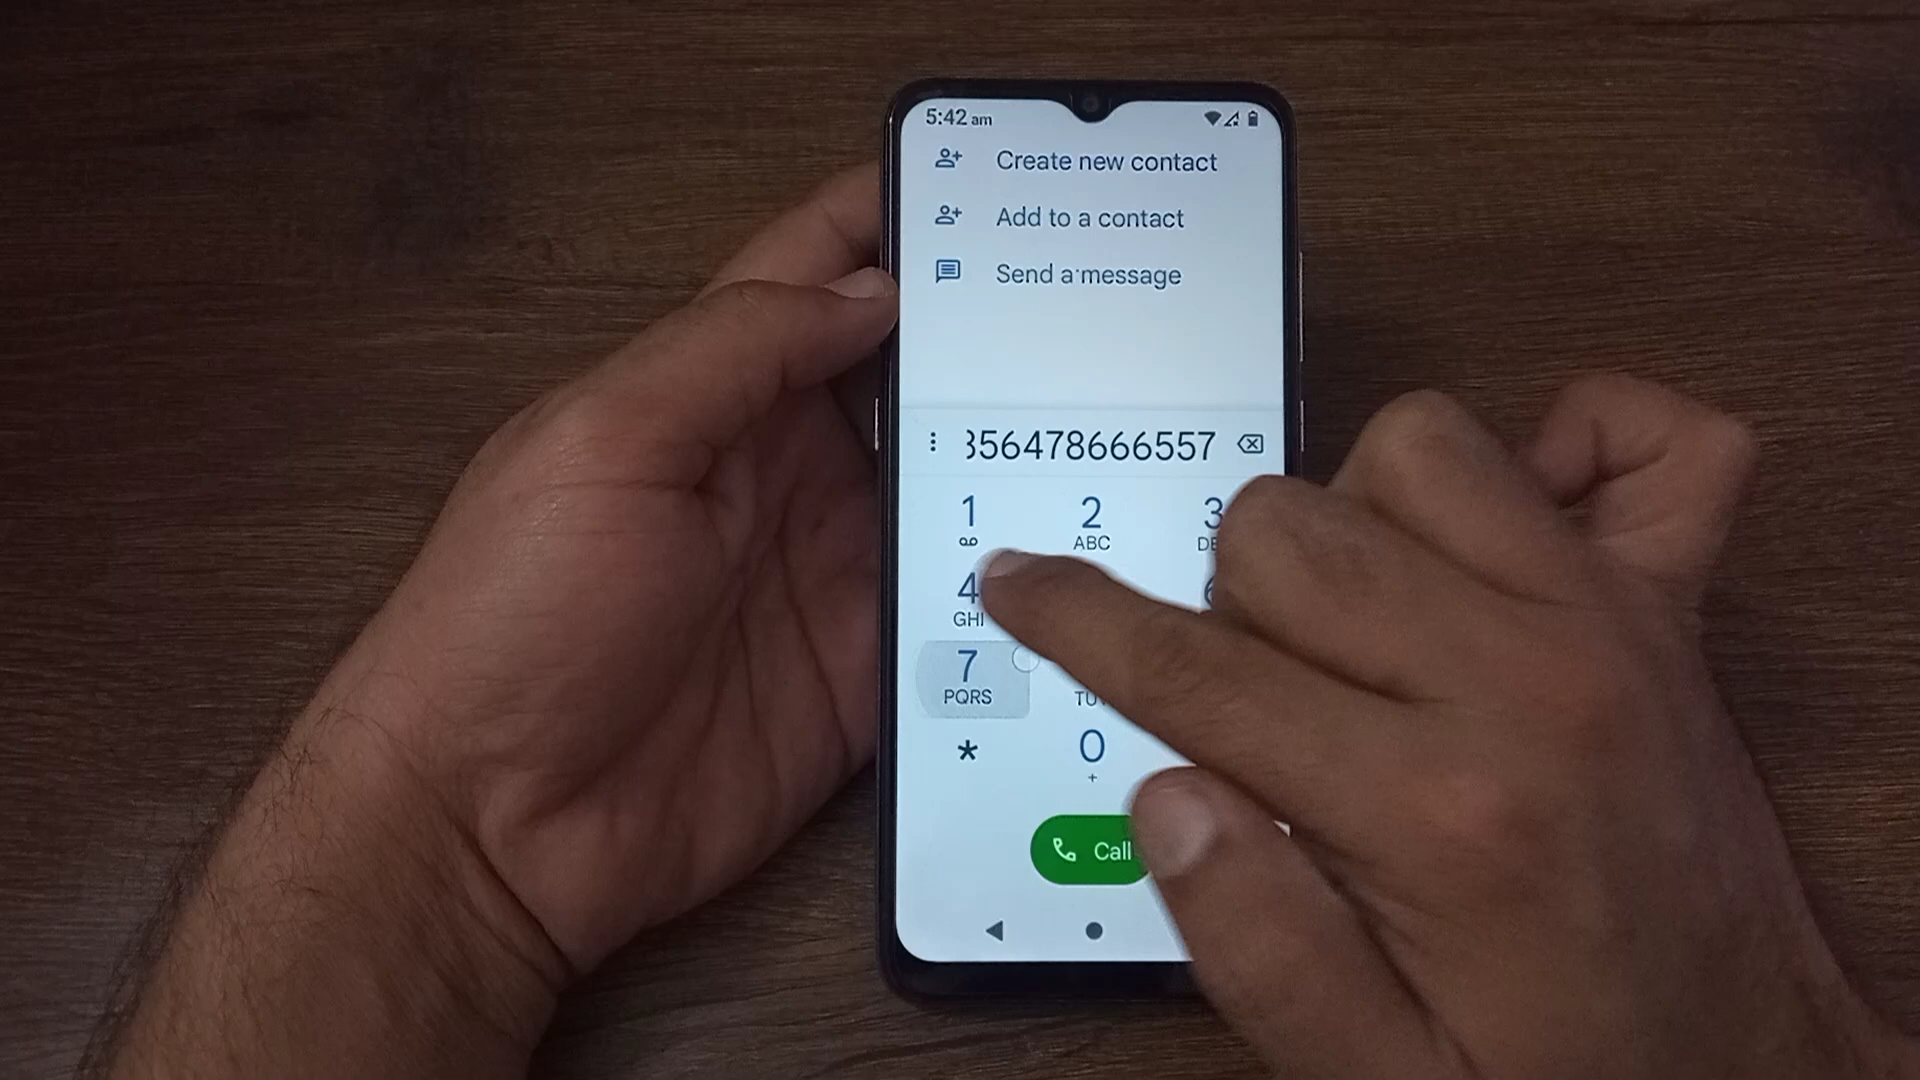 5:42 am
Create new contact
Add to a contact
Send a message
356478666557
1 2 3
ABC
4
GHI
7
PQRS
* 0
+
Call